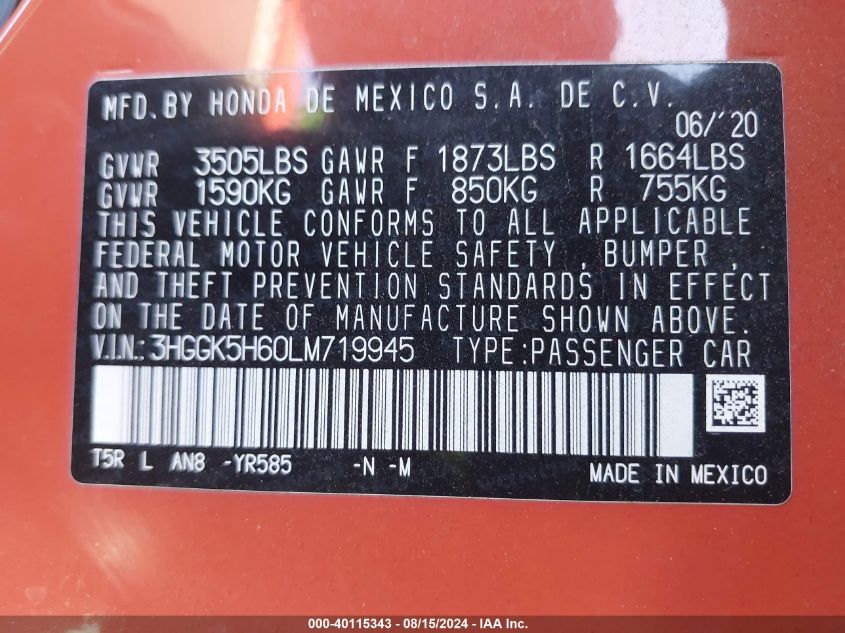 MFD. BY HONDA DE MEXICO S.A. DE C.V.
06/'20
GVWR 3505LBS GAWR F 1873LBS R 1664LBS
GVWR 1590KG GAWR F 850KG R 755KG
THIS VEHICLE CONFORMS TO ALL APPLICABLE
FEDERAL MOTOR VEHICLE SAFETY , BUMPER ,
AND THEFT PREVENTION STANDARDS IN EFFECT
ON THE DATE OF MANUFACTURE SHOWN ABOVE.
V.I.N.: 3HGGK5H60LM719945 TYPE:PASSENGER CAR
T5R L AN8 -YR585 -N -M
MADE IN MEXICO
000-40115343 - 08/15/2024 - IAA Inc.